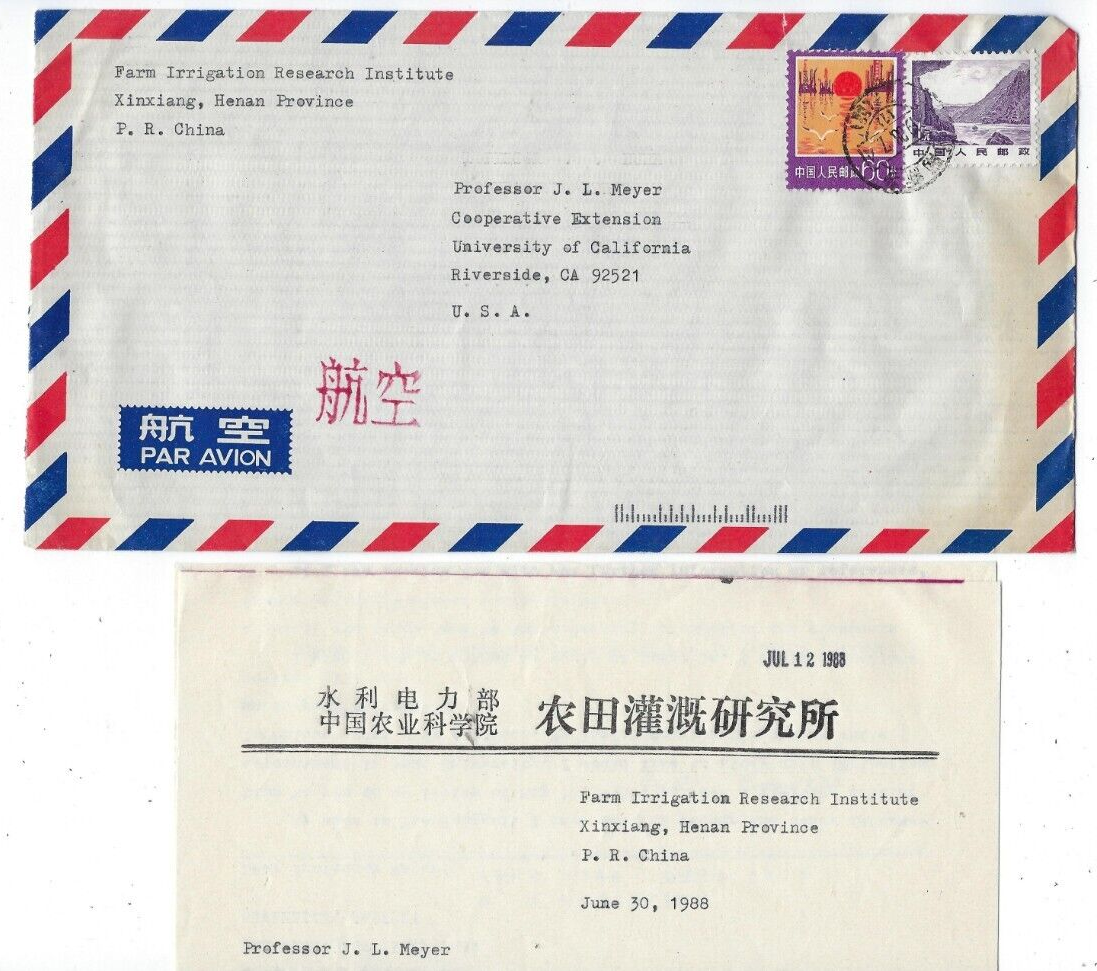 Farm Irrigation Research Institute
Xinxiang, Henan Province
P. R. China
中国人民邮政 60分
中国人民邮政
Professor J. L. Meyer
Cooperative Extension
University of California
Riverside, CA 92521
U. S. A.
航空
航空
PAR AVION
JUL 12 1988
水利电力部
中国农业科学院
农田灌溉研究所
Farm Irrigation Research Institute
Xinxiang, Henan Province
P. R. China
June 30, 1988
Professor J. L. Meyer